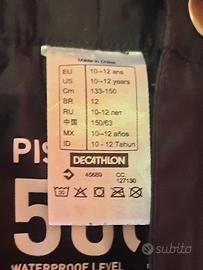 Made in China
EU 10-12 ans
US 10-12 years
CM 133-150
BR 12
RU 10-12 лет
中国 150/63
MX 10-12 años
ID 10 - 12 Tahun
DECATHLON
45689 CC. 127130
PIS
500
WATERPROOF LEVEL
subito